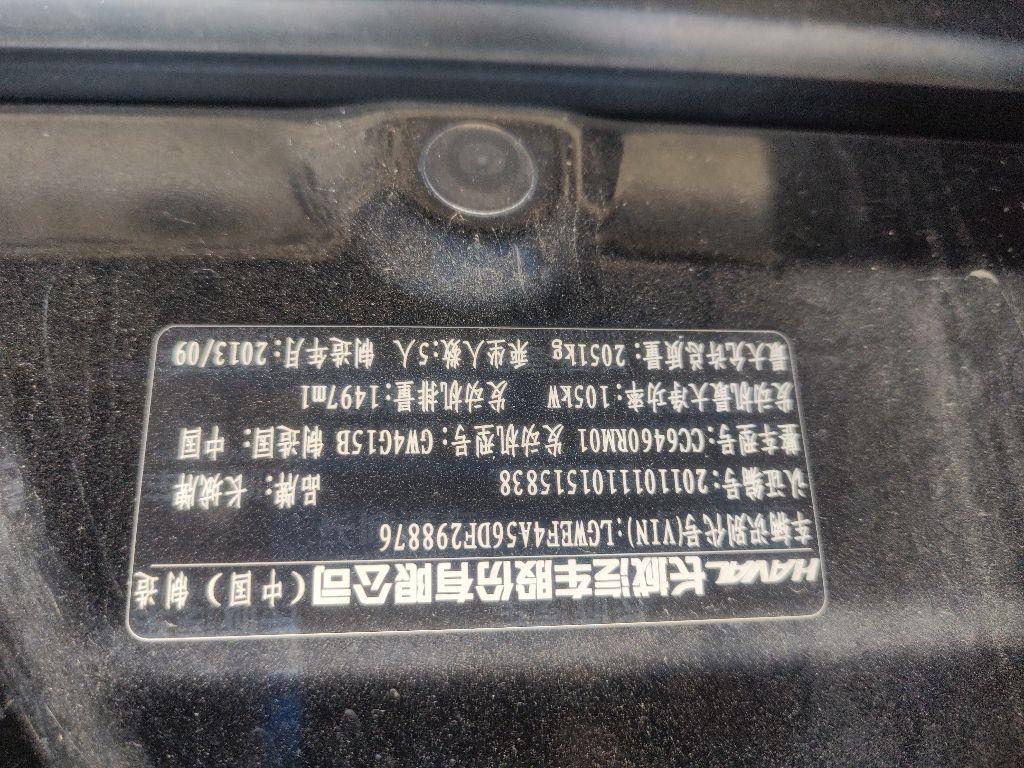 HAVAL 长城汽车股份有限公司(中国)制造
车辆识别代号(VIN):LGWEF4A56DF298876
认证编号:2011011101515838 品牌:长城牌
整车型号:CC6460RM01 发动机型号:GW4G15B 制造国:中国
发动机最大净功率:105kW 发动机排量:1497ml
最大允许总质量:2051kg 乘坐人数:5人 制造年月:2013/09